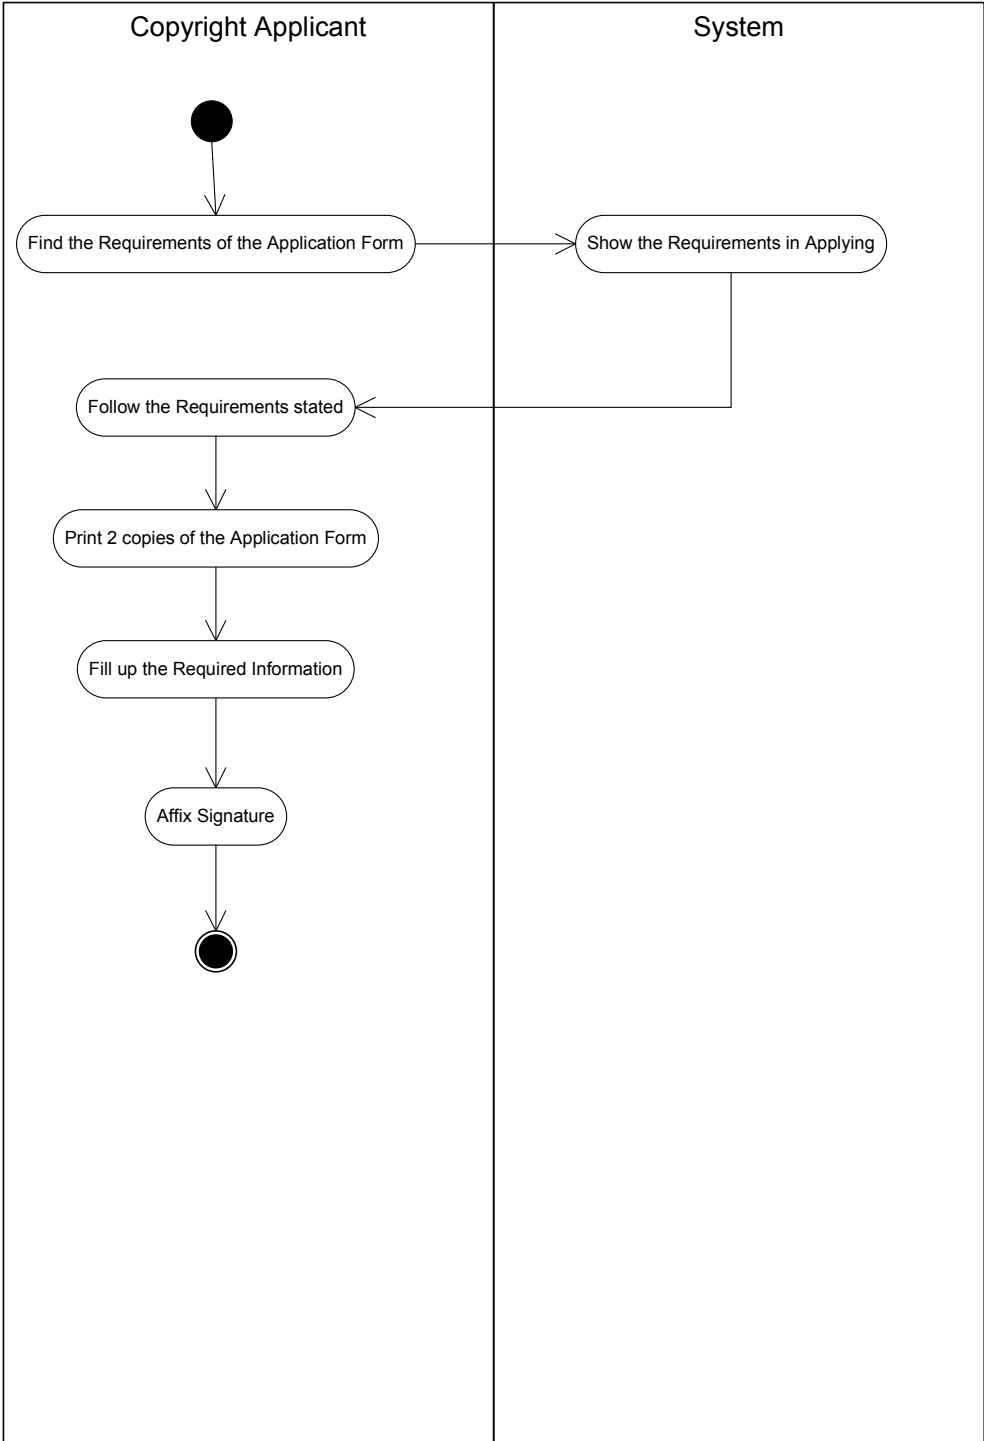 Copyright Applicant
System
Find the Requirements of the Application Form
Show the Requirements in Applying
Follow the Requirements stated
Print 2 copies of the Application Form
Fill up the Required Information
Affix Signature